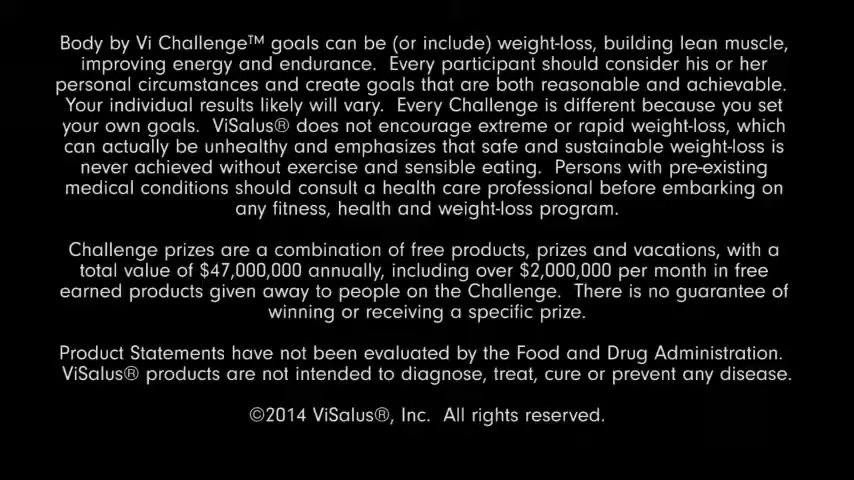 Body by Vi Challenge™ goals can be (or include) weight-loss, building lean muscle,
improving energy and endurance. Every participant should consider his or her
personal circumstances and create goals that are both reasonable and achievable.
Your individual results likely will vary. Every Challenge is different because you set
your own goals. ViSalus® does not encourage extreme or rapid weight-loss, which
can actually be unhealthy and emphasizes that safe and sustainable weight-loss is
never achieved without exercise and sensible eating. Persons with pre-existing
medical conditions should consult a health care professional before embarking on
any fitness, health and weight-loss program.
Challenge prizes are a combination of free products, prizes and vacations, with a
total value of $47,000,000 annually, including over $2,000,000 per month in free
earned products given away to people on the Challenge. There is no guarantee of
winning or receiving a specific prize.
Product Statements have not been evaluated by the Food and Drug Administration.
ViSalus® products are not intended to diagnose, treat, cure or prevent any disease.
©2014 ViSalus®, Inc. All rights reserved.